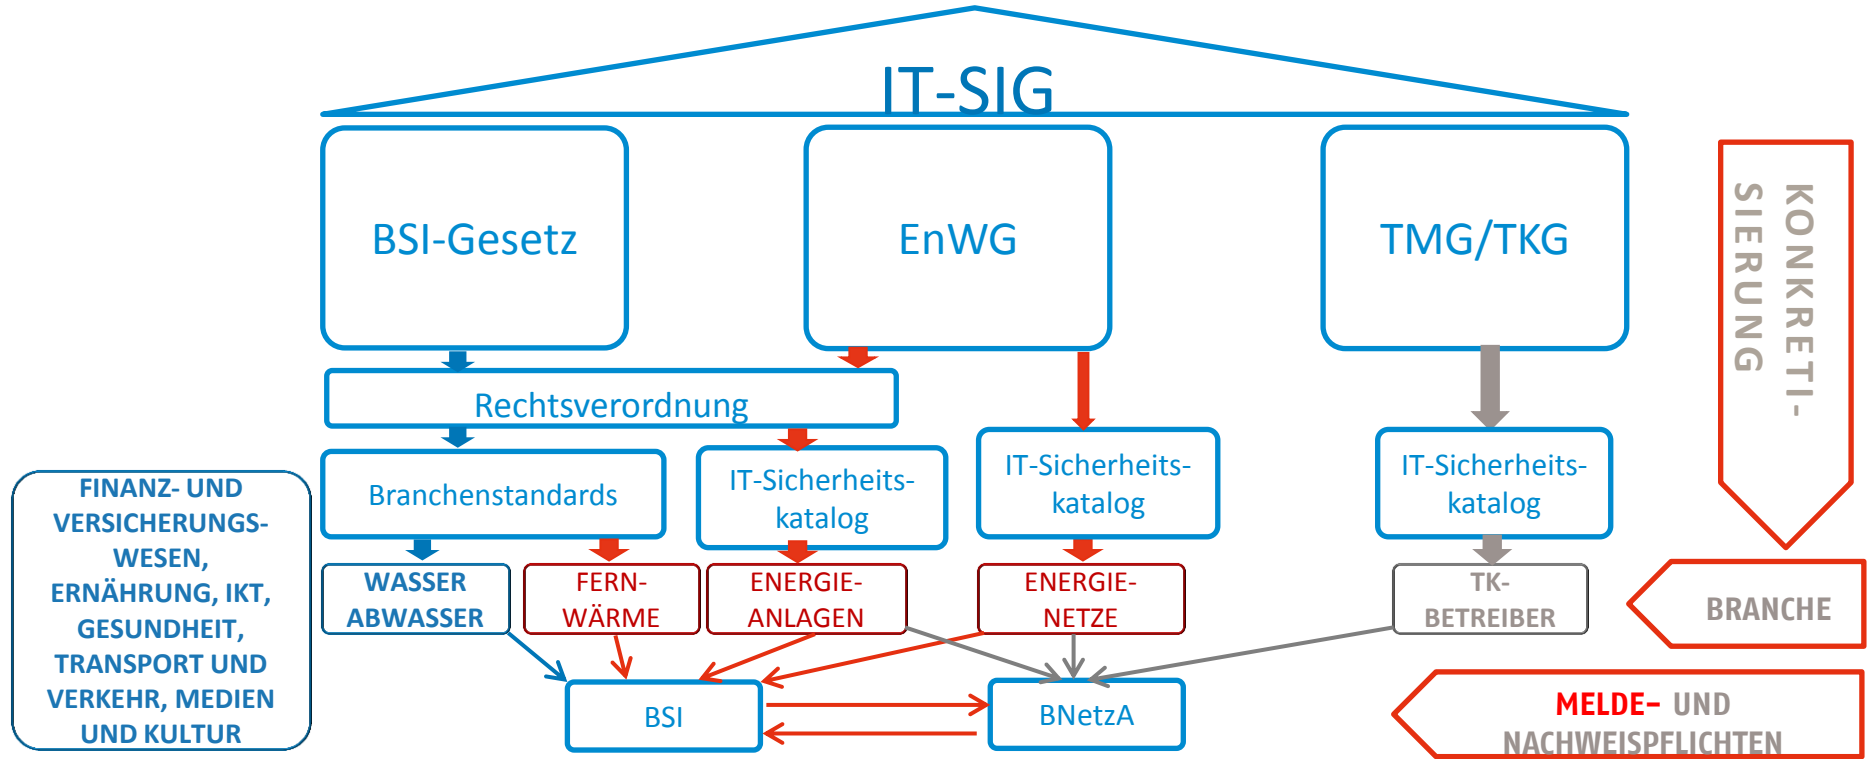 IT-SIG
BSI-Gesetz
EnWG
TMG/TKG
KONKRETI-
SIERUNG
Rechtsverordnung
Branchenstandards
IT-Sicherheits-
katalog
IT-Sicherheits-
katalog
IT-Sicherheits-
katalog
FINANZ- UND
VERSICHERUNGS-
WESEN,
ERNÄHRUNG, IKT,
GESUNDHEIT,
TRANSPORT UND
VERKEHR, MEDIEN
UND KULTUR
WASSER
ABWASSER
FERN-
WÄRME
ENERGIE-
ANLAGEN
ENERGIE-
NETZE
TK-
BETREIBER
BRANCHE
BSI
BNetzA
MELDE- UND
NACHWEISPFLICHTEN